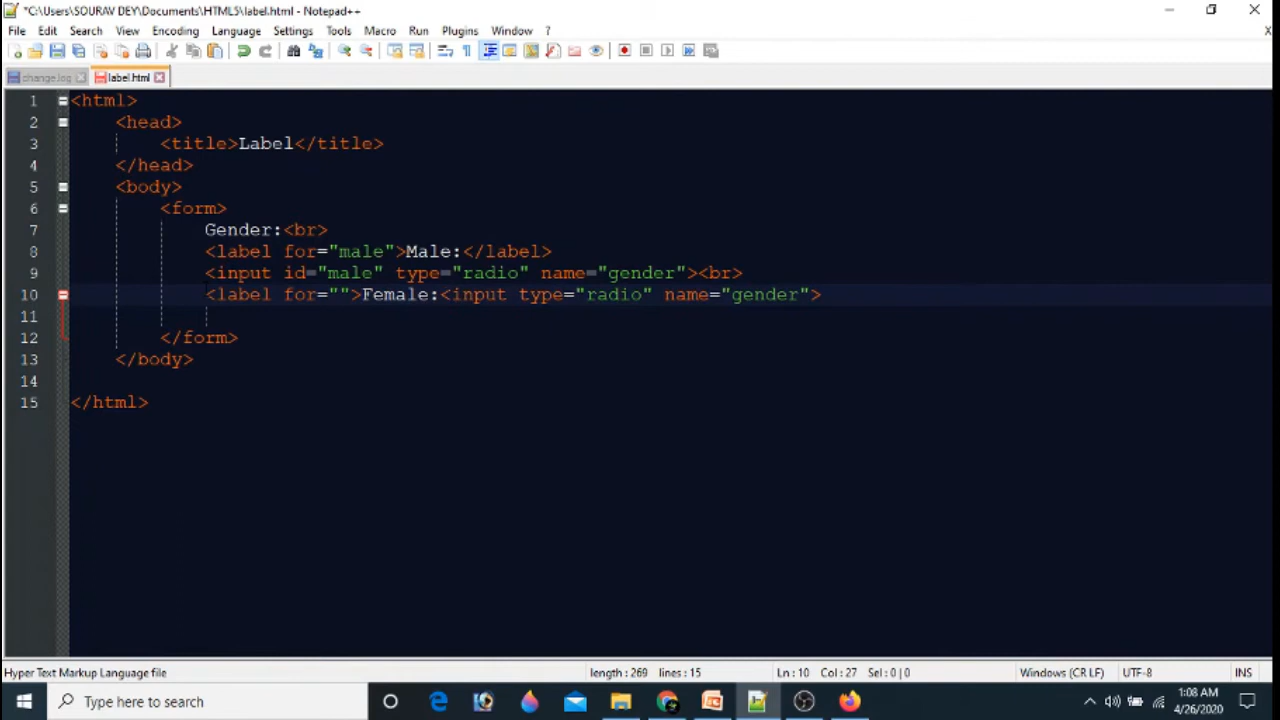 *C:\Users\SOURAV DEY\Documents\HTML5\label.html - Notepad++
File Edit Search View Encoding Language Settings Tools Macro Run Plugins Window ? X
change.log label.html
1 <html>
2 <head>
3 <title>Label</title>
4 </head>
5 <body>
6 <form>
7 Gender:<br>
8 <label for="male">Male:</label>
9 <input id="male" type="radio" name="gender"><br>
10 <label for="">Female:<input type="radio" name="gender">
11
12 </form>
13 </body>
14
15 </html>
Hyper Text Markup Language file length : 269 lines : 15 Ln : 10 Col : 27 Sel : 0 | 0 Windows (CR LF) UTF-8 INS
Type here to search 1:08 AM
4/26/2020